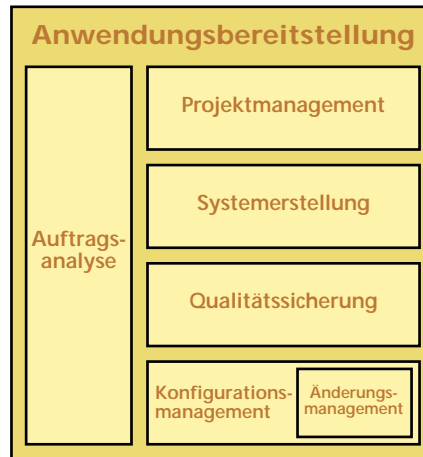 Anwendungsbereitstellung
Auftrags-
analyse
Projektmanagement
Systemerstellung
Qualitätssicherung
Konfigurations-
management
Änderungs-
management